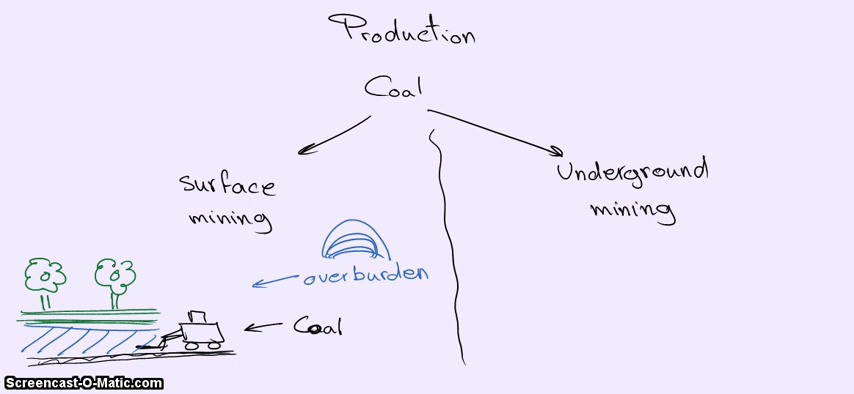 Production
Coal
surface
mining
Underground
mining
overburden
Coal
Screencast-O-Matic.com